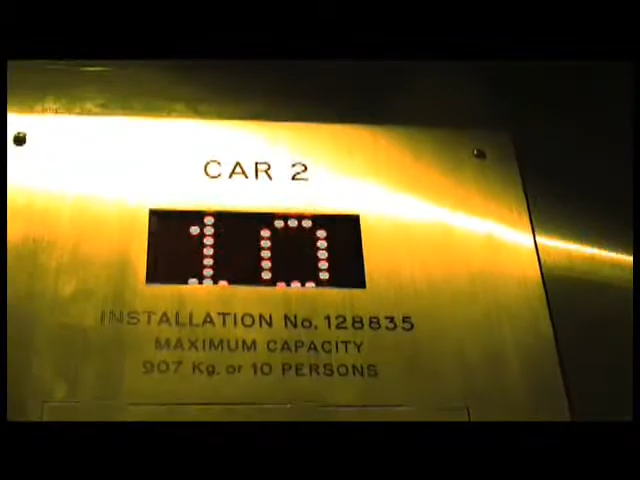 CAR 2
10
INSTALLATION No. 128835
MAXIMUM CAPACITY
907 Kg. or 10 PERSONS